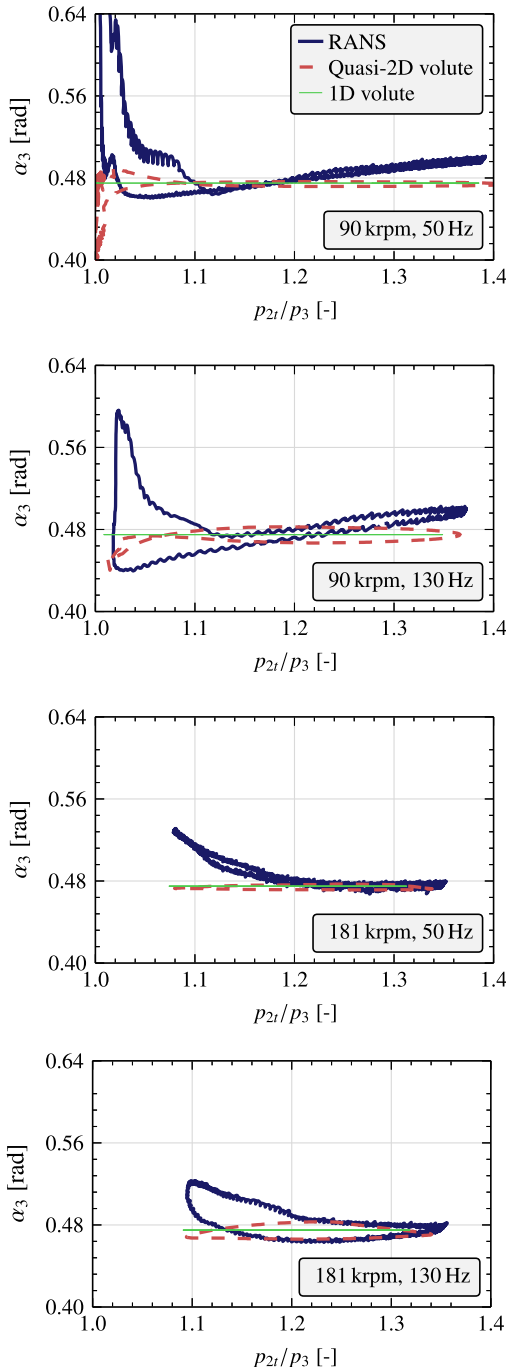 0.64
0.56
0.48
0.40
α3 [rad]
RANS
Quasi-2D volute
1D volute
90 krpm, 50 Hz
1.0 1.1 1.2 1.3 1.4
p2t/p3 [-]
0.64
0.56
0.48
0.40
α3 [rad]
90 krpm, 130 Hz
1.0 1.1 1.2 1.3 1.4
p2t/p3 [-]
0.64
0.56
0.48
0.40
α3 [rad]
181 krpm, 50 Hz
1.0 1.1 1.2 1.3 1.4
p2t/p3 [-]
0.64
0.56
0.48
0.40
α3 [rad]
181 krpm, 130 Hz
1.0 1.1 1.2 1.3 1.4
p2t/p3 [-]